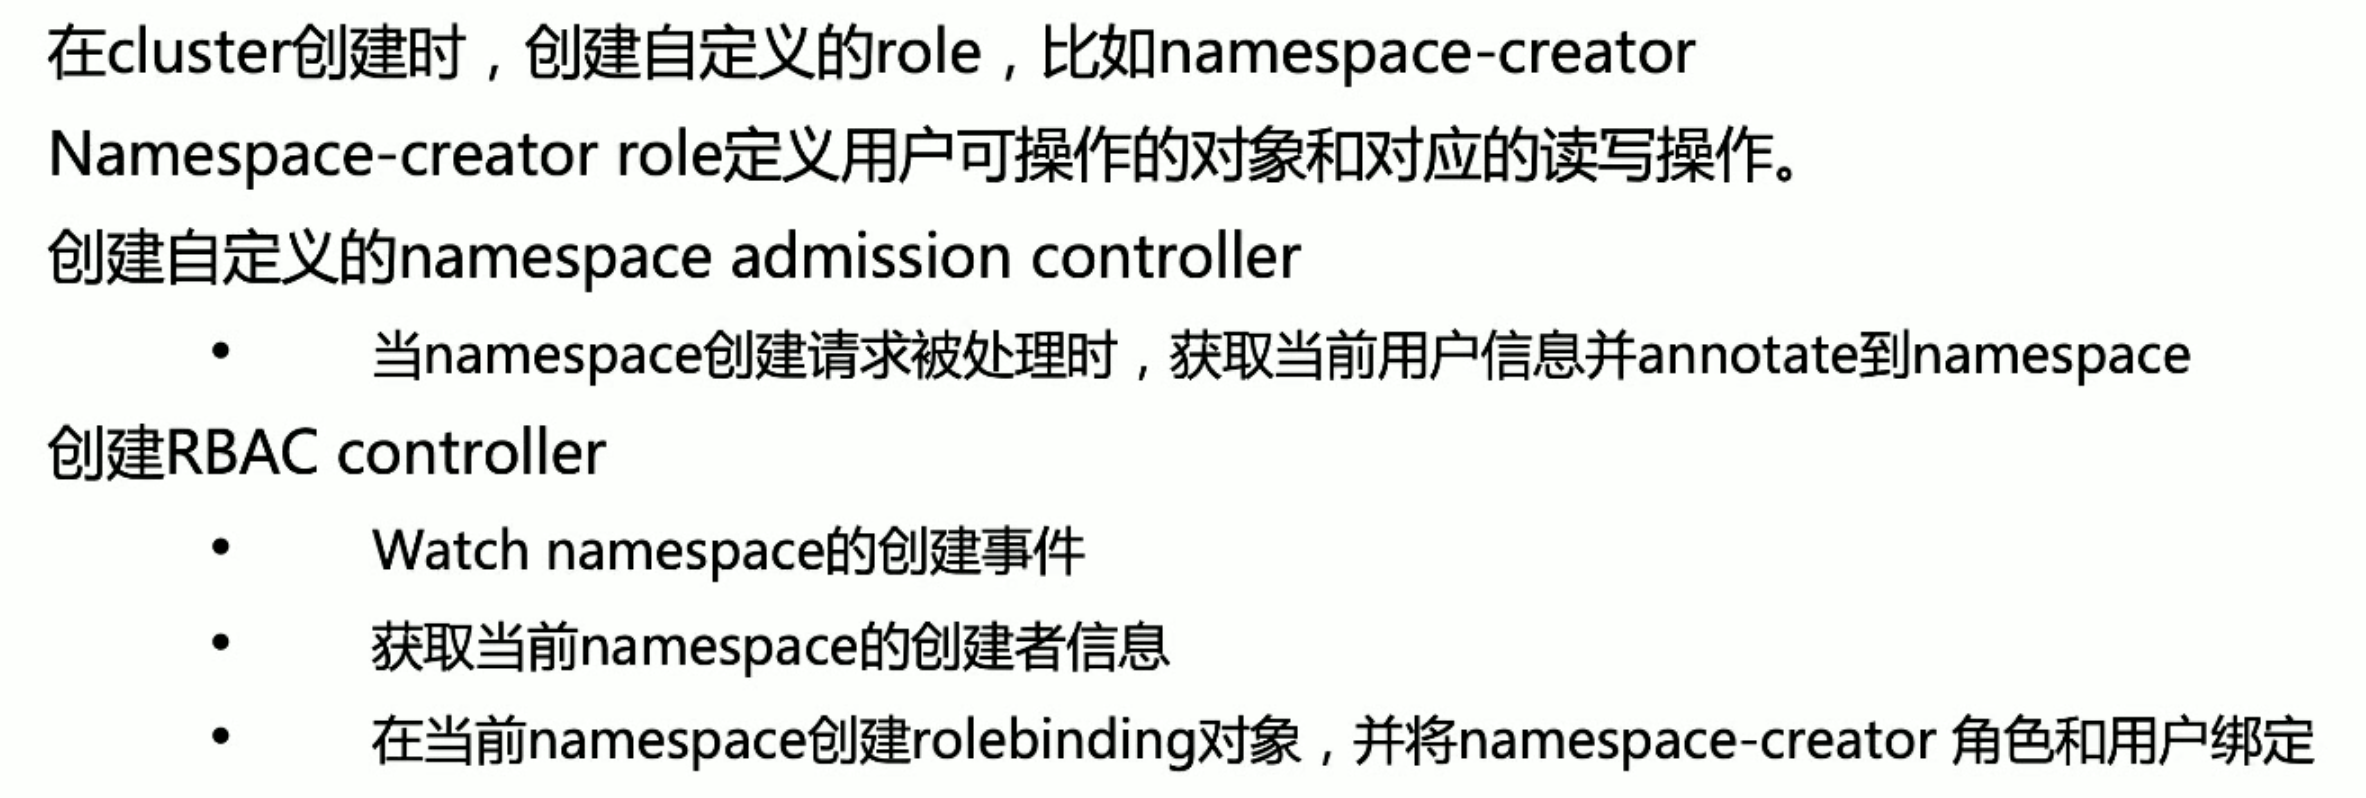 在cluster创建时，创建自定义的role，比如namespace-creator
Namespace-creator role定义用户可操作的对象和对应的读写操作。
创建自定义的namespace admission controller
• 当namespace创建请求被处理时，获取当前用户信息并annotate到namespace
创建RBAC controller
• Watch namespace的创建事件
• 获取当前namespace的创建者信息
• 在当前namespace创建rolebinding对象，并将namespace-creator 角色和用户绑定